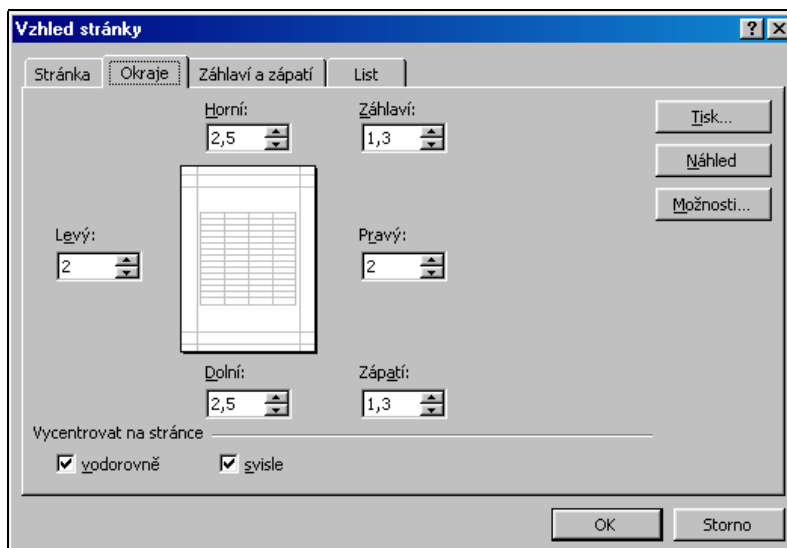 Vzhled stránky
Stránka Okraje Záhlaví a zápatí List
Horní: Záhlaví:
2,5 1,3
Tisk...
Náhled
Možnosti...
Levý: Pravý:
2 2
Dolní: Zápatí:
2,5 1,3
Vycentrovat na stránce
vodorovně svisle
OK Storno